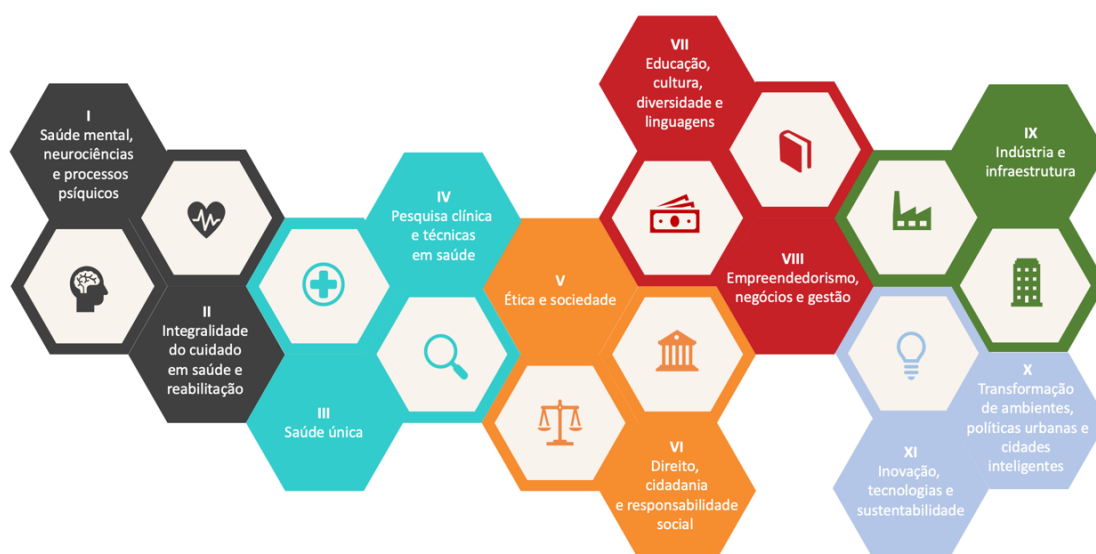 I
Saúde mental,
neurociências
e processos
psíquicos
II
Integralidade
do cuidado
em saúde e
reabilitação
III
Saúde única
IV
Pesquisa clínica
e técnicas
em saúde
V
Ética e sociedade
VI
Direito,
cidadania
e responsabilidade
social
VII
Educação,
cultura,
diversidade e
linguagens
VIII
Empreendedorismo,
negócios e gestão
IX
Indústria e
infraestrutura
X
Transformação
de ambientes,
políticas urbanas e
cidades
inteligentes
XI
Inovação,
tecnologias e
sustentabilidade